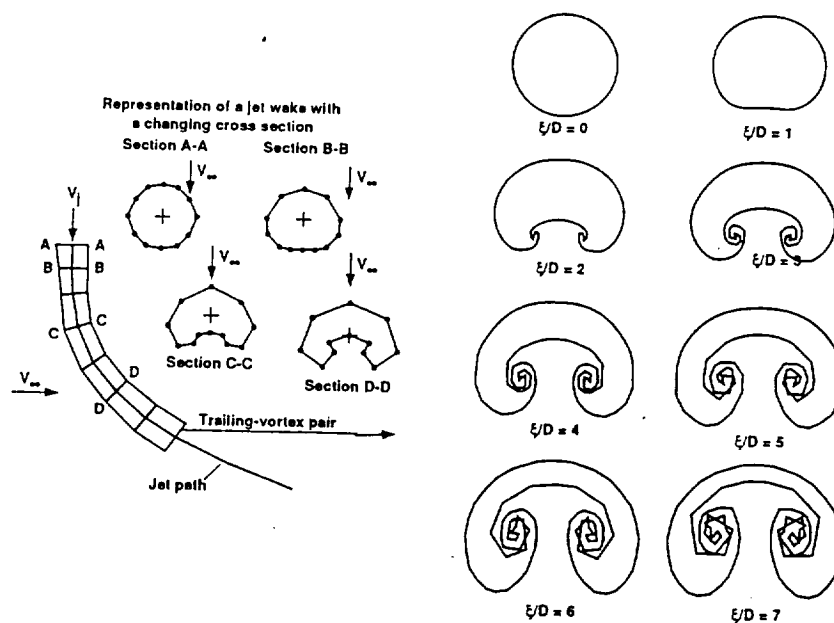 Representation of a jet wake with
a changing cross section
Section A-A
Section B-B
V∞
V∞
Vj
A A
B B
V∞
V∞
C C
Section C-C
Section D-D
V∞
D
D
Trailing-vortex pair
Jet path
ξ/D = 0
ξ/D = 1
ξ/D = 2
ξ/D = 3
ξ/D = 4
ξ/D = 5
ξ/D = 6
ξ/D = 7